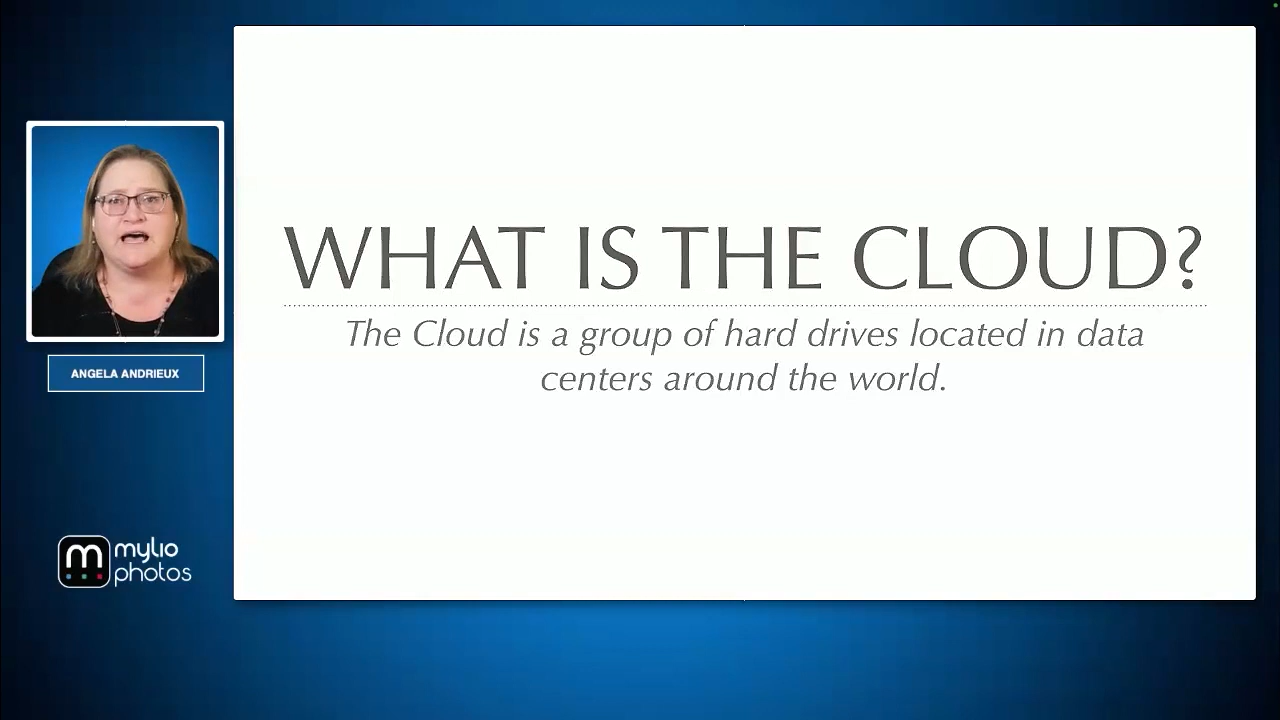 WHAT IS THE CLOUD?
The Cloud is a group of hard drives located in data
centers around the world.
ANGELA ANDRIEUX
m mylio
photos